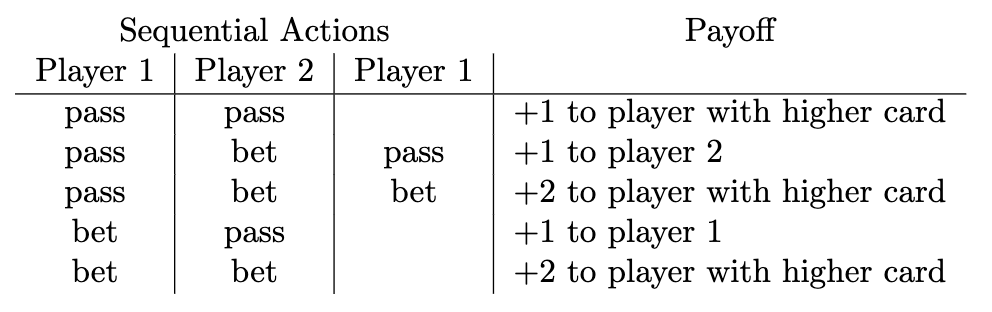 Sequential Actions Payoff
Player 1 Player 2 Player 1
pass pass +1 to player with higher card
pass bet pass +1 to player 2
pass bet bet +2 to player with higher card
bet pass +1 to player 1
bet bet +2 to player with higher card